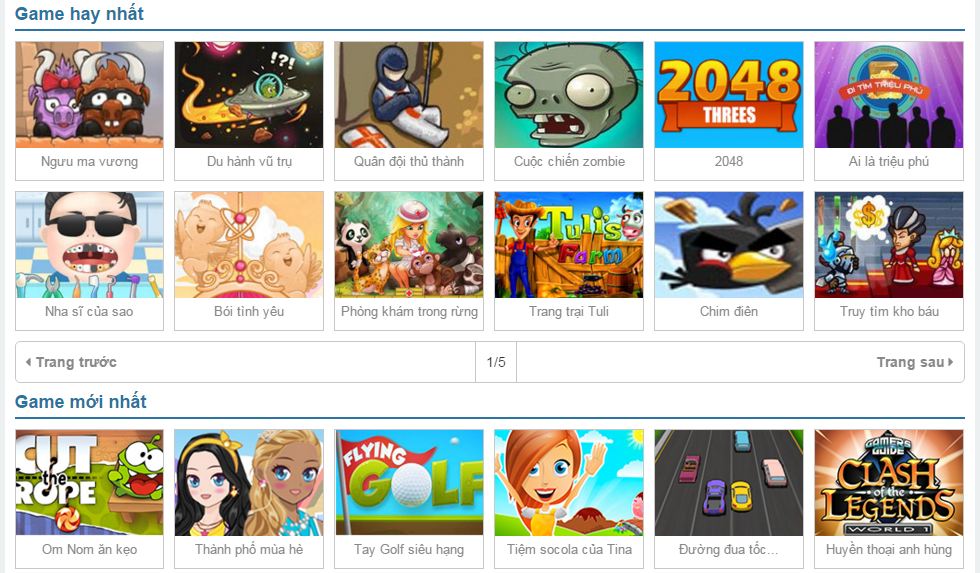 Game hay nhất
!?!
2048
THREES
ĐI TÌM TRIỆU PHÚ
Ngưu ma vương
Du hành vũ trụ
Quân đội thủ thành
Cuộc chiến zombie
2048
Ai là triệu phú
Tuli's
Farm
Nha sĩ của sao
Bói tình yêu
Phòng khám trong rừng
Trang trại Tuli
Chim điên
Truy tìm kho báu
Trang trước
1/5
Trang sau
Game mới nhất
CUT
the
ROPE
FLYING
GOLF
GAMERS
GUIDE
CLASH
of the
LEGENDS
WORLD 1
Om Nom ăn kẹo
Thành phố mùa hè
Tay Golf siêu hạng
Tiệm socola của Tina
Đường đua tốc...
Huyền thoại anh hùng